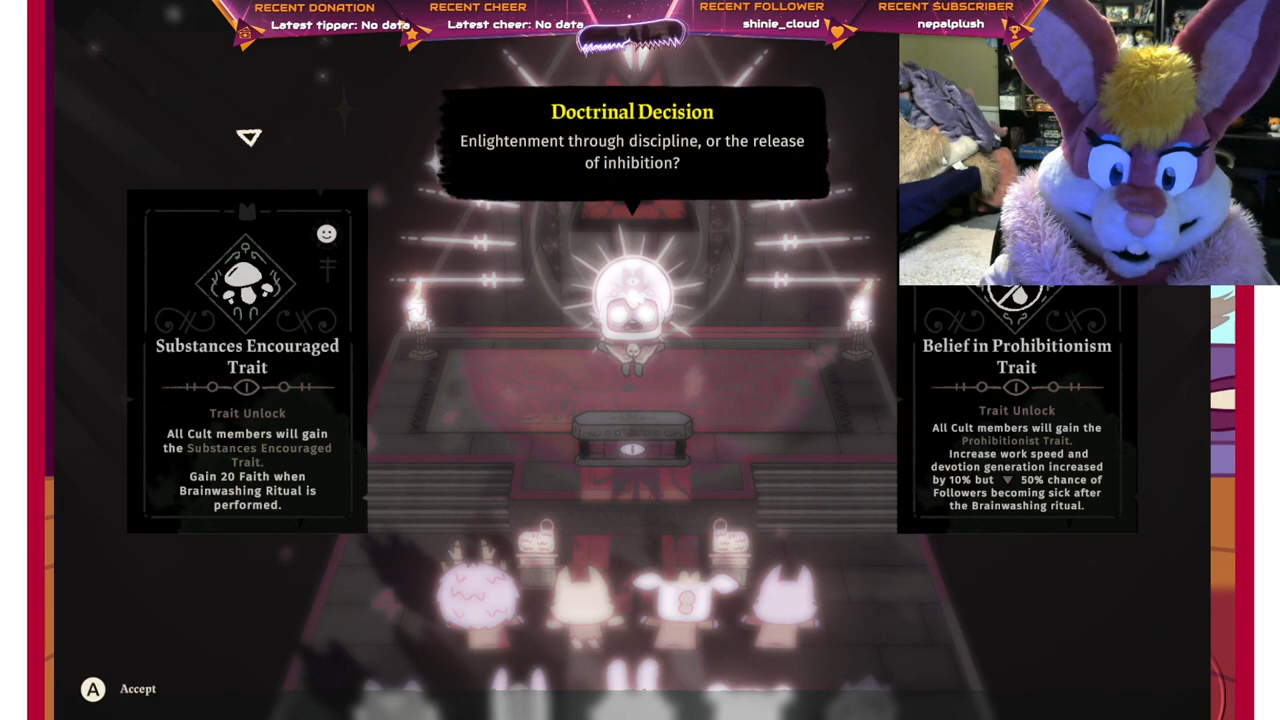 RECENT DONATION
Latest tipper: No data
RECENT CHEER
Latest cheer: No data
RECENT FOLLOWER
shinie_cloud
RECENT SUBSCRIBER
nepalplush
Doctrinal Decision
Enlightenment through discipline, or the release
of inhibition?
Substances Encouraged
Trait
Trait Unlock
All Cult members will gain
the Substances Encouraged
Trait.
Gain 20 Faith when
Brainwashing Ritual is
performed.
Belief in Prohibitionism
Trait
Trait Unlock
All Cult members will gain the
Prohibitionist Trait.
Increase work speed and
devotion generation increased
by 10% but 50% chance of
Followers becoming sick after
the Brainwashing ritual.
A Accept